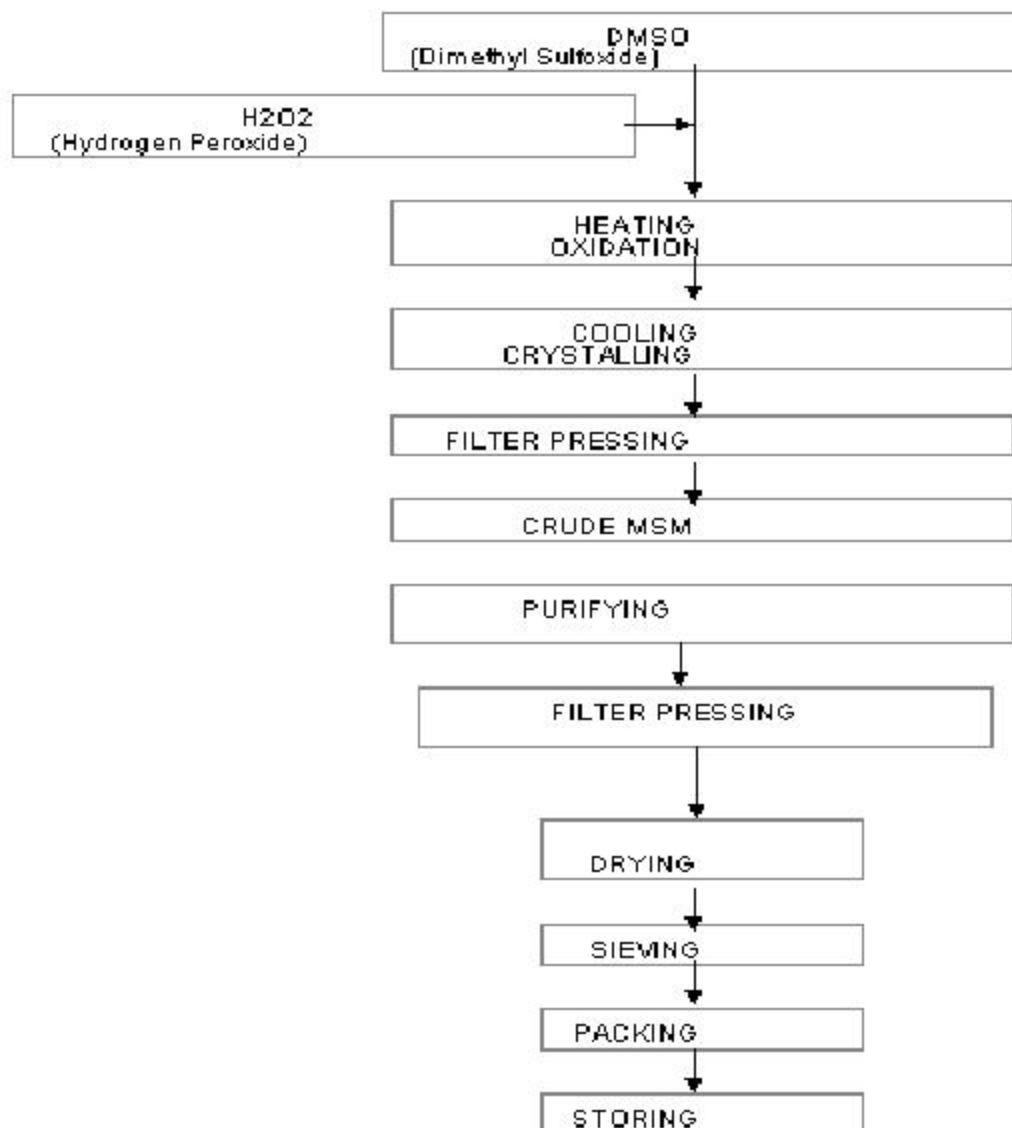 DMSO
(Dimethyl Sulfoxide)
H2O2
(Hydrogen Peroxide)
HEATING
OXIDATION
COOLING
CRYSTALLING
FILTER PRESSING
CRUDE MSM
PURIFYING
FILTER PRESSING
DRYING
SIEVING
PACKING
STORING